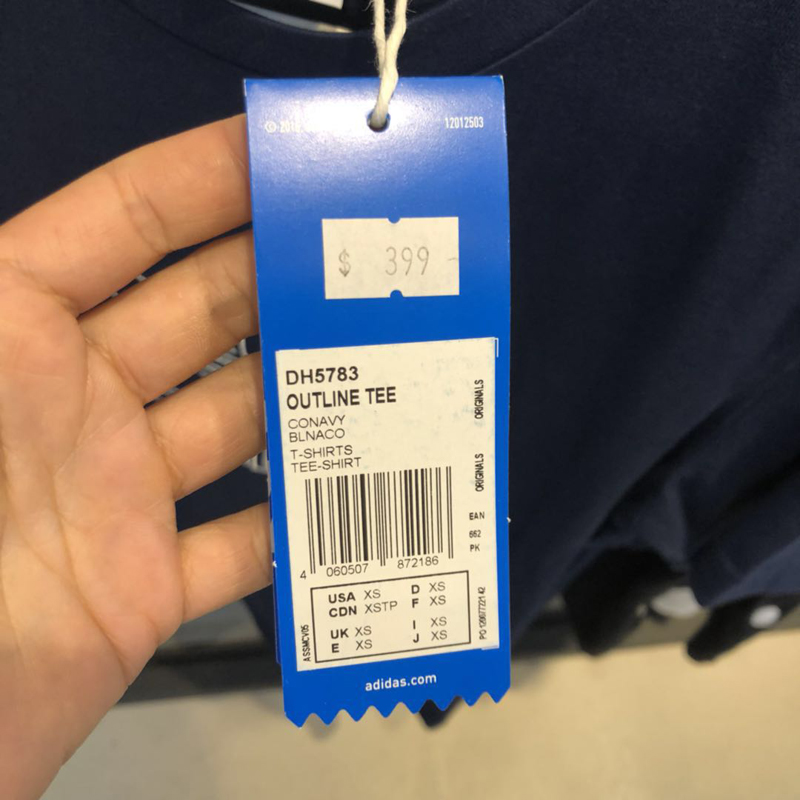 12012503
$ 399
DH5783
OUTLINE TEE
CONAVY
BLNACO
T-SHIRTS
TEE-SHIRT
ORIGINALS
ORIGINALS
EAN
662
PK
4 060507 872186
USA XS D XS
CDN XSTP F XS
UK XS I XS
E XS J XS
ASSMCV05
adidas.com